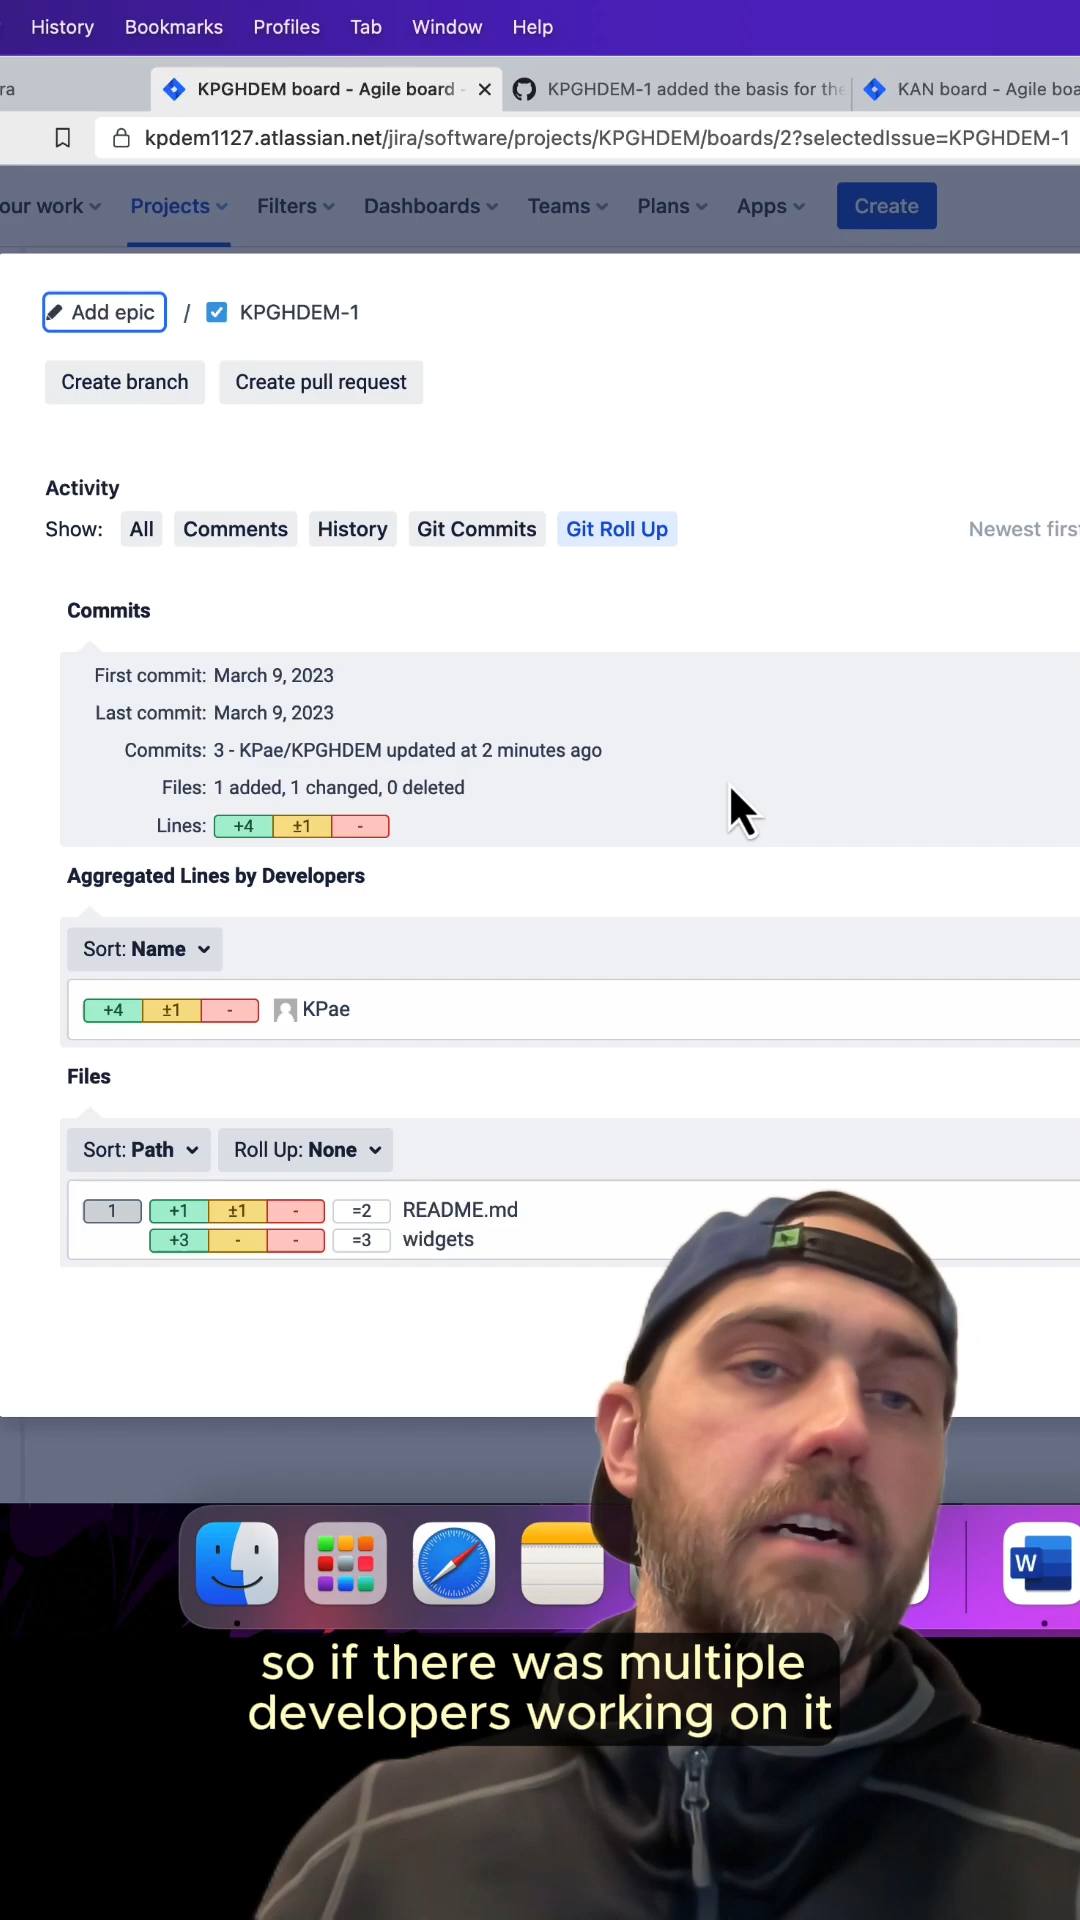 History Bookmarks Profiles Tab Window Help
ra KPGHDEM board - Agile board - KPGHDEM-1 added the basis for the KAN board - Agile boa
kpdem1127.atlassian.net/jira/software/projects/KPGHDEM/boards/2?selectedIssue=KPGHDEM-1
our work Projects Filters Dashboards Teams Plans Apps Create
Add epic / KPGHDEM-1
Create branch Create pull request
Activity
Show: All Comments History Git Commits Git Roll Up Newest firs
Commits
First commit: March 9, 2023
Last commit: March 9, 2023
Commits: 3 - KPae/KPGHDEM updated at 2 minutes ago
Files: 1 added, 1 changed, 0 deleted
Lines: +4 ±1 -
Aggregated Lines by Developers
Sort: Name
+4 ±1 - KPae
Files
Sort: Path Roll Up: None
1 +1 ±1 - =2 README.md
+3 - - =3 widgets
W
so if there was multiple
developers working on it